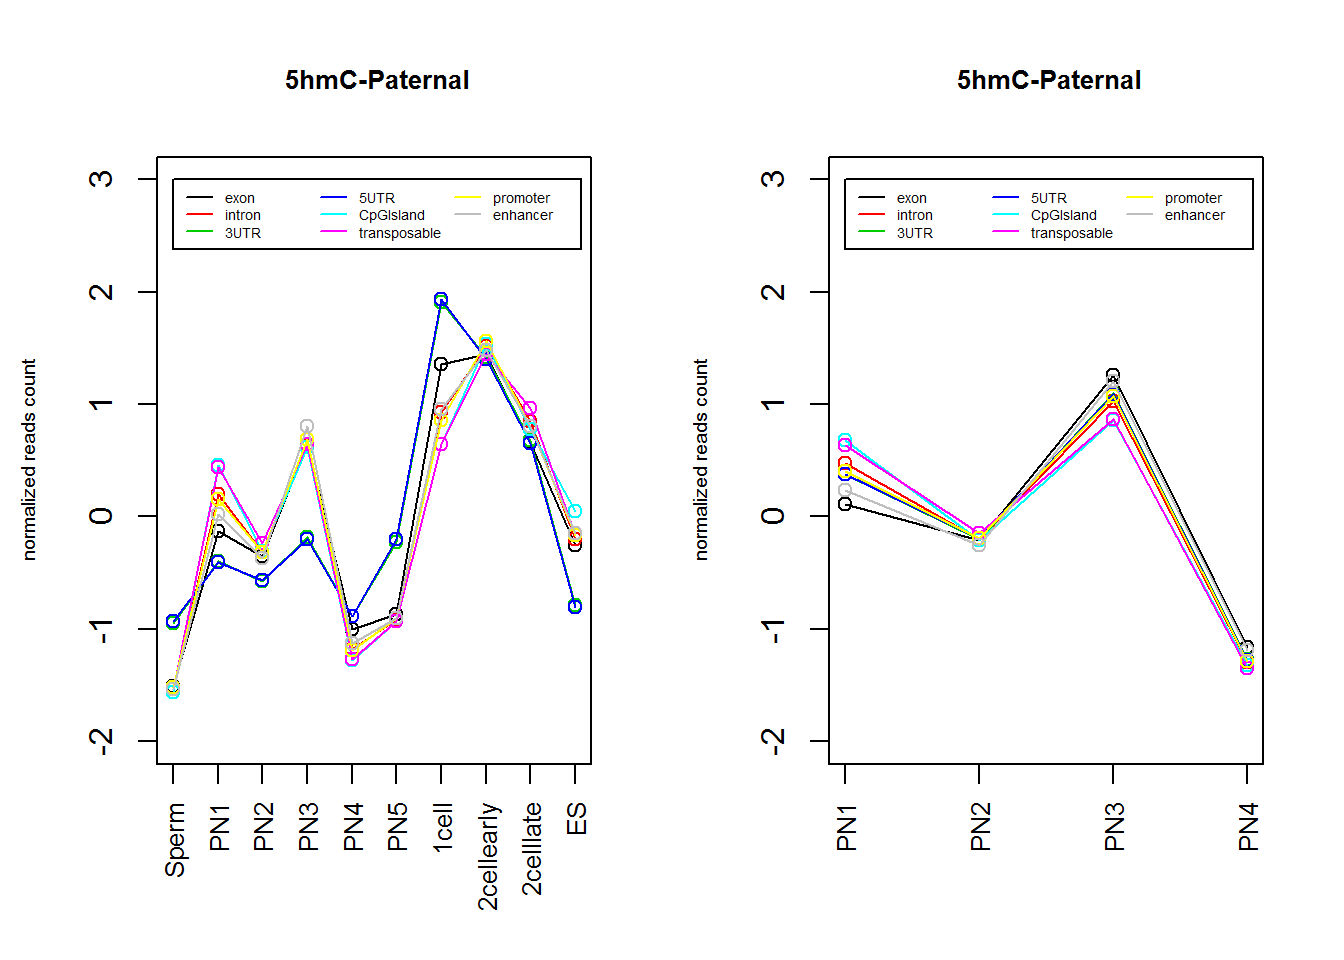 5hmC-Paternal
normalized reads count
3
2
1
0
-1
-2
exon
intron
3UTR
5UTR
CpGIsland
transposable
promoter
enhancer
Sperm
PN1
PN2
PN3
PN4
PN5
1cell
2cellearly
2celllate
ES
5hmC-Paternal
normalized reads count
3
2
1
0
-1
-2
exon
intron
3UTR
5UTR
CpGIsland
transposable
promoter
enhancer
PN1
PN2
PN3
PN4